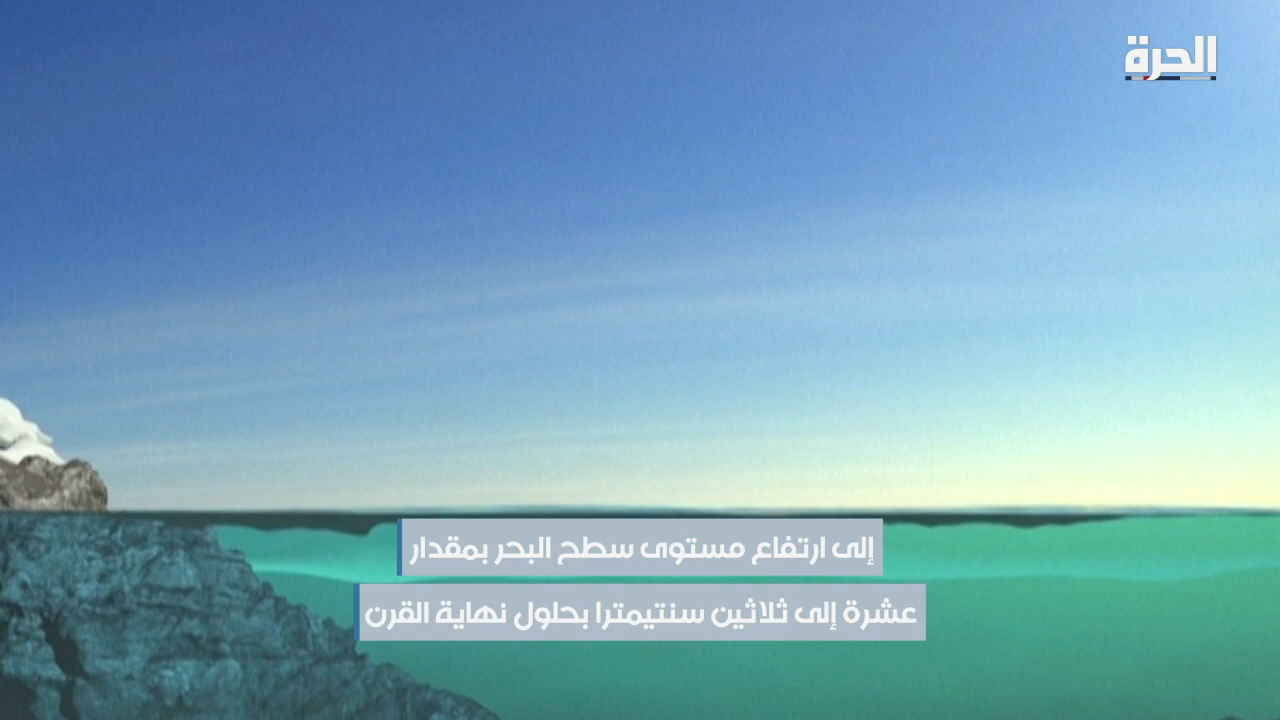 الحرة
إلى ارتفاع مستوى سطح البحر بمقدار
عشرة إلى ثلاثين سنتيمترا بحلول نهاية القرن